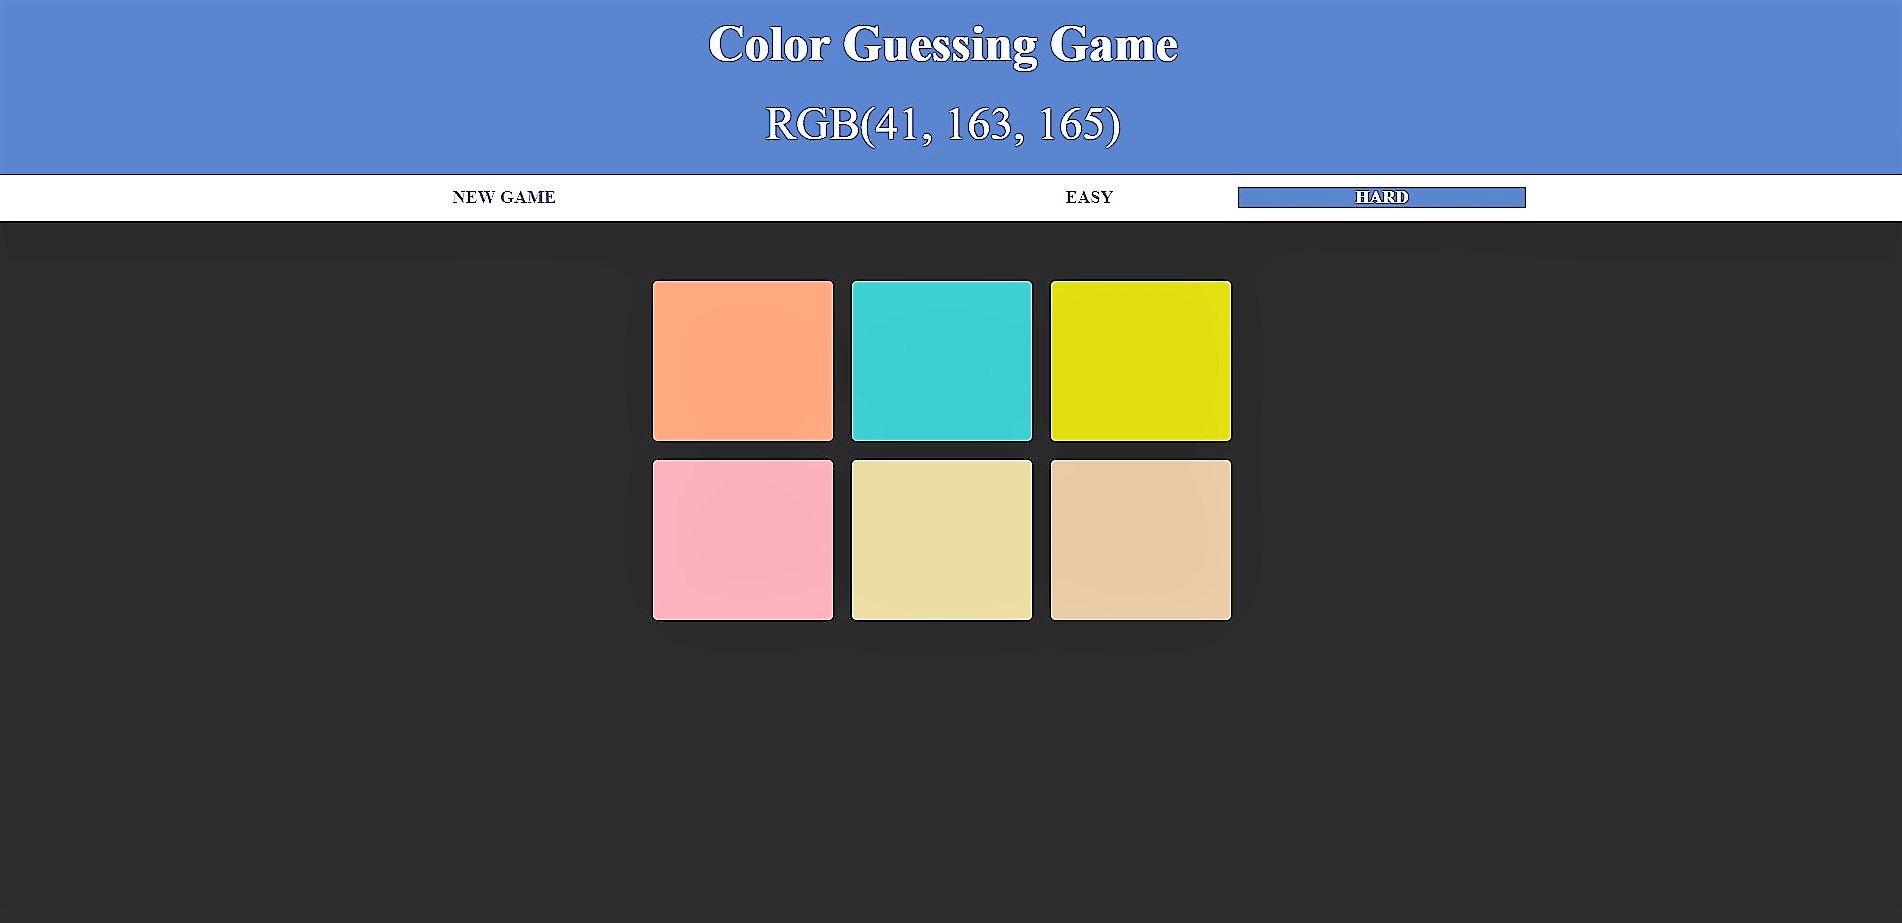 Color Guessing Game
RGB(41, 163, 165)
NEW GAME
EASY
HARD